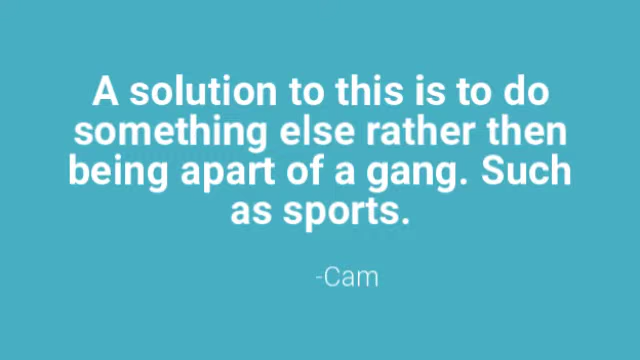 A solution to this is to do
something else rather then
being apart of a gang. Such
as sports.
-Cam